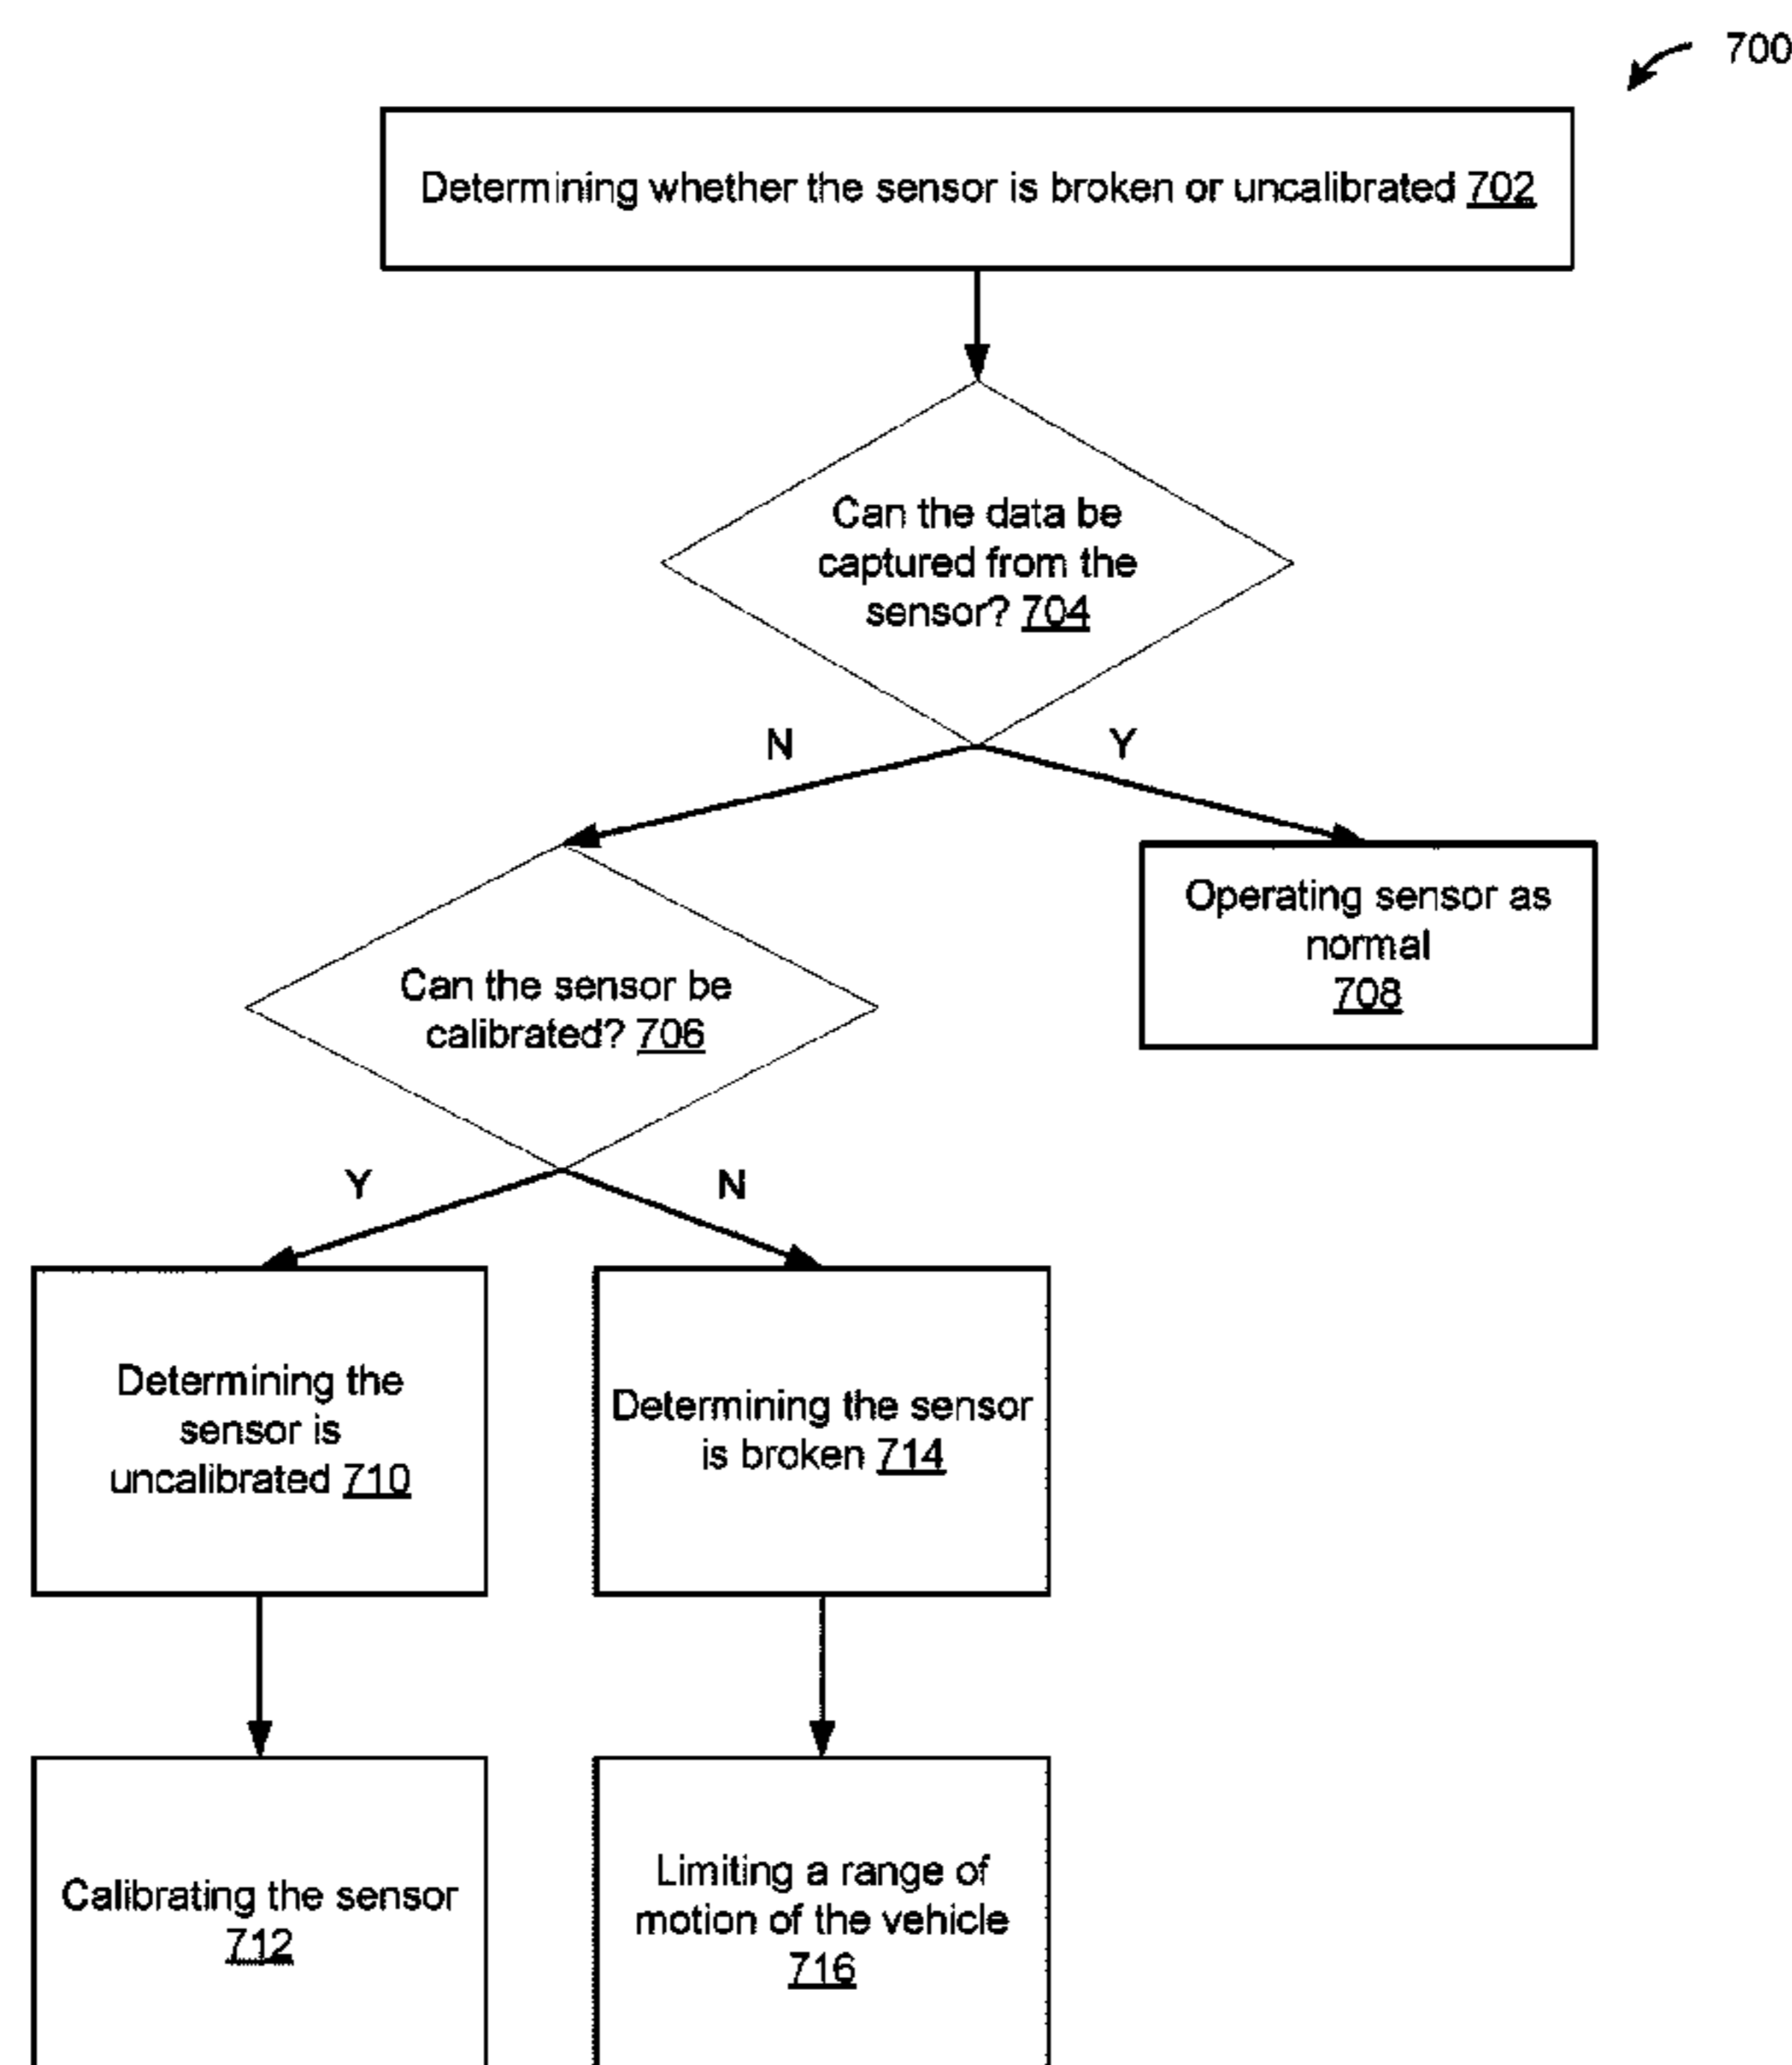 700
Determining whether the sensor is broken or uncalibrated 702
Can the data be
captured from the
sensor? 704
N
Y
Operating sensor as
normal
708
Can the sensor be
calibrated? 706
Y
N
Determining the
sensor is
uncalibrated 710
Determining the sensor
is broken 714
Calibrating the sensor
712
Limiting a range of
motion of the vehicle
716